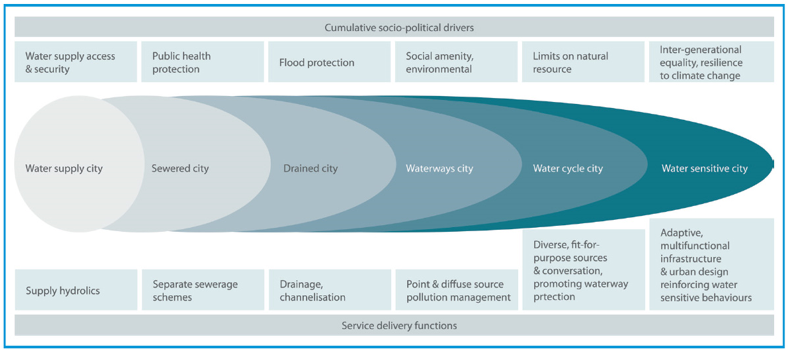 Cumulative socio-political drivers
Water supply access
& security
Public health
protection
Flood protection
Social amenity,
environmental
Limits on natural
resource
Inter-generational
equality, resilience
to climate change
Water supply city
Sewered city
Drained city
Waterways city
Water cycle city
Water sensitive city
Supply hydrolics
Separate sewerage
schemes
Drainage,
channelisation
Point & diffuse source
pollution management
Diverse, fit-for-
purpose sources
& conversation,
promoting waterway
prtection
Adaptive,
multifunctional
infrastructure
& urban design
reinforcing water
sensitive behaviours
Service delivery functions